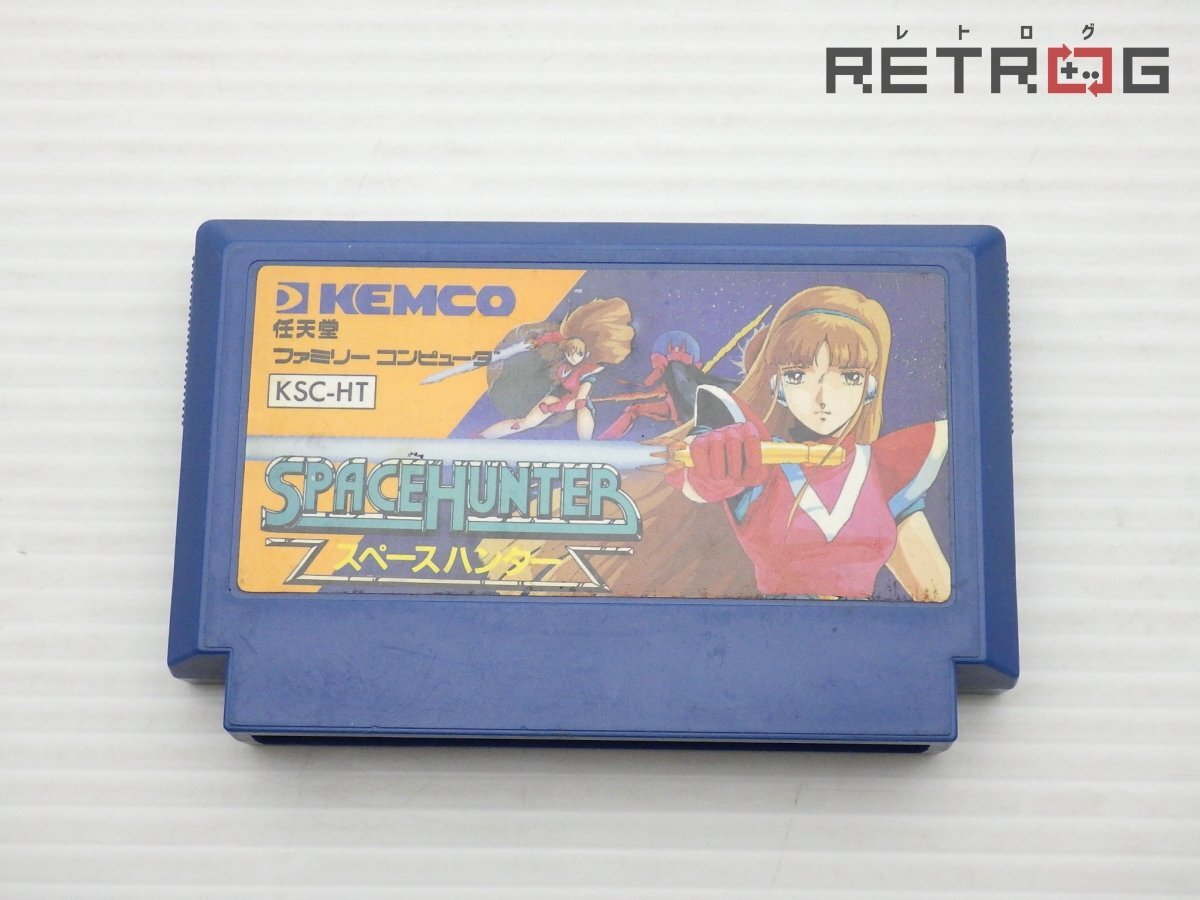 レトログ
RETROG
KEMCO
任天堂
ファミリー コンピュータ
KSC-HT
SPACE HUNTER
スペースハンター